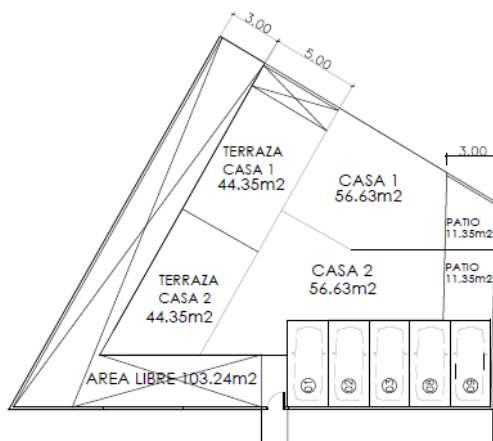 3.00
5.00
3.00
TERRAZA
CASA 1
44.35m2
CASA 1
56.63m2
PATIO
11.35m2
TERRAZA
CASA 2
44.35m2
CASA 2
56.63m2
PATIO
11.35m2
AREA LIBRE 103.24m2